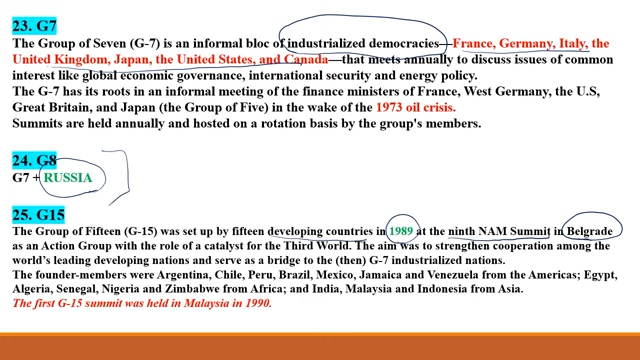 23. G7
The Group of Seven (G-7) is an informal bloc of industrialized democracies—France, Germany, Italy, the
United Kingdom, Japan, the United States, and Canada—that meets annually to discuss issues of common
interest like global economic governance, international security and energy policy.
The G-7 has its roots in an informal meeting of the finance ministers of France, West Germany, the U.S,
Great Britain, and Japan (the Group of Five) in the wake of the 1973 oil crisis.
Summits are held annually and hosted on a rotation basis by the group's members.
24. G8
G7 + RUSSIA
25. G15
The Group of Fifteen (G-15) was set up by fifteen developing countries in 1989 at the ninth NAM Summit in Belgrade
as an Action Group with the role of a catalyst for the Third World. The aim was to strengthen cooperation among the
world's leading developing nations and serve as a bridge to the (then) G-7 industrialized nations.
The founder-members were Argentina, Chile, Peru, Brazil, Mexico, Jamaica and Venezuela from the Americas; Egypt,
Algeria, Senegal, Nigeria and Zimbabwe from Africa; and India, Malaysia and Indonesia from Asia.
The first G-15 summit was held in Malaysia in 1990.